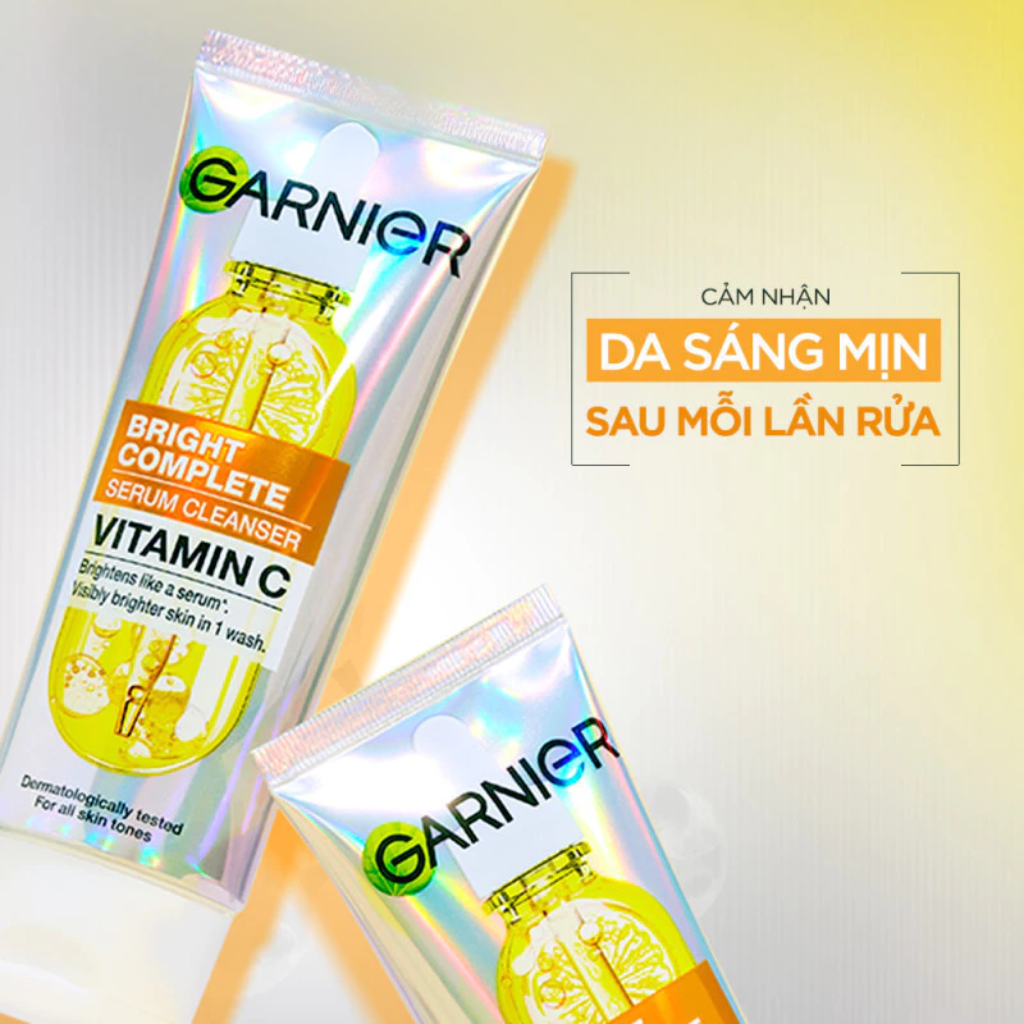 GARNIER
BRIGHT
COMPLETE
SERUM CLEANSER
VITAMIN C
Brightens like a serum*.
Visibly brighter skin in 1 wash.
Dermatologically tested
For all skin tones
CẢM NHẬN
DA SÁNG MỊN
SAU MỖI LẦN RỬA
GARNIER